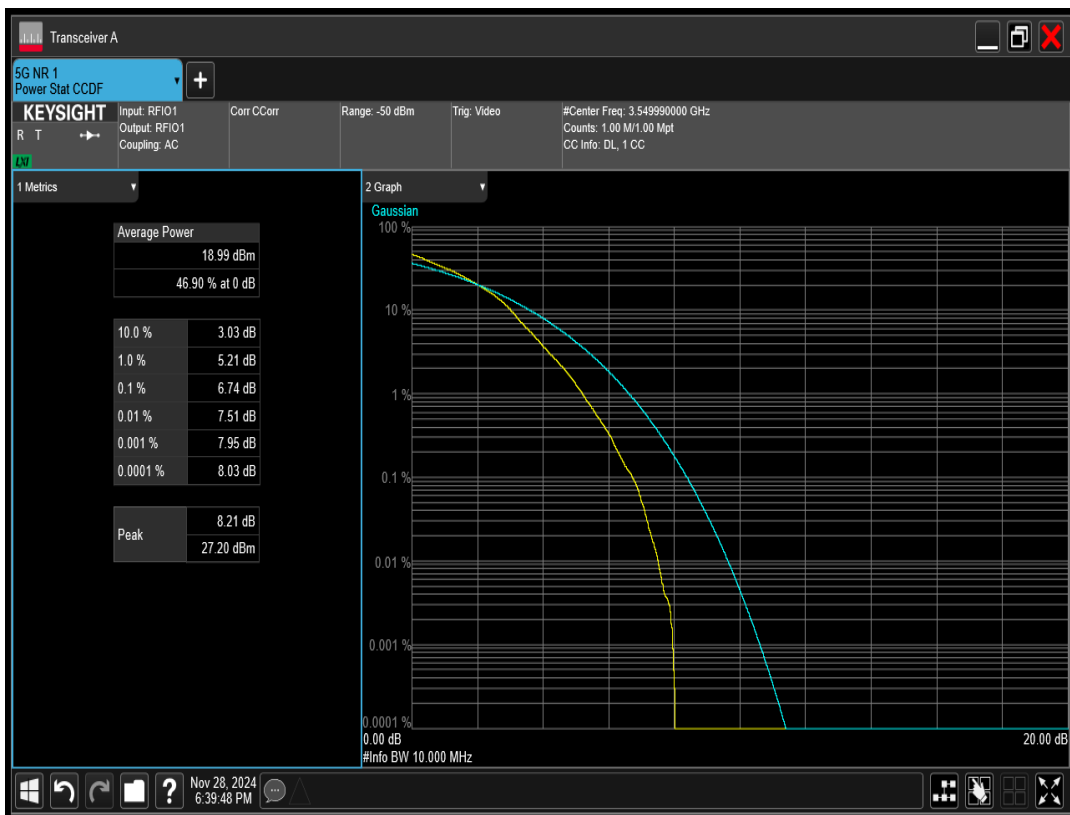 Transceiver A
5G NR 1
Power Stat CCDF
+
KEYSIGHT
R T
LXI
Input: RFIO1
Output: RFIO1
Coupling: AC
Corr CCorr
Range: -50 dBm
Trig: Video
#Center Freq: 3.549990000 GHz
Counts: 1.00 M/1.00 Mpt
CC Info: DL, 1 CC
1 Metrics
Average Power
18.99 dBm
46.90 % at 0 dB
10.0 % 3.03 dB
1.0 % 5.21 dB
0.1 % 6.74 dB
0.01 % 7.51 dB
0.001 % 7.95 dB
0.0001 % 8.03 dB
Peak 8.21 dB
27.20 dBm
2 Graph
Gaussian
100 %
10 %
1 %
0.1 %
0.01 %
0.001 %
0.0001 %
0.00 dB 20.00 dB
#Info BW 10.000 MHz
? Nov 28, 2024
6:39:48 PM